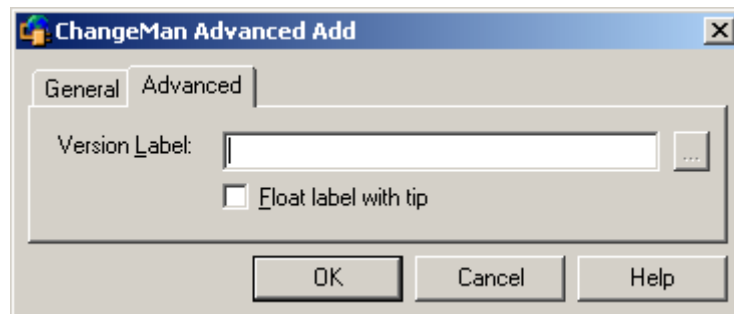 ChangeMan Advanced Add
General Advanced
Version Label:
...
Float label with tip
OK Cancel Help